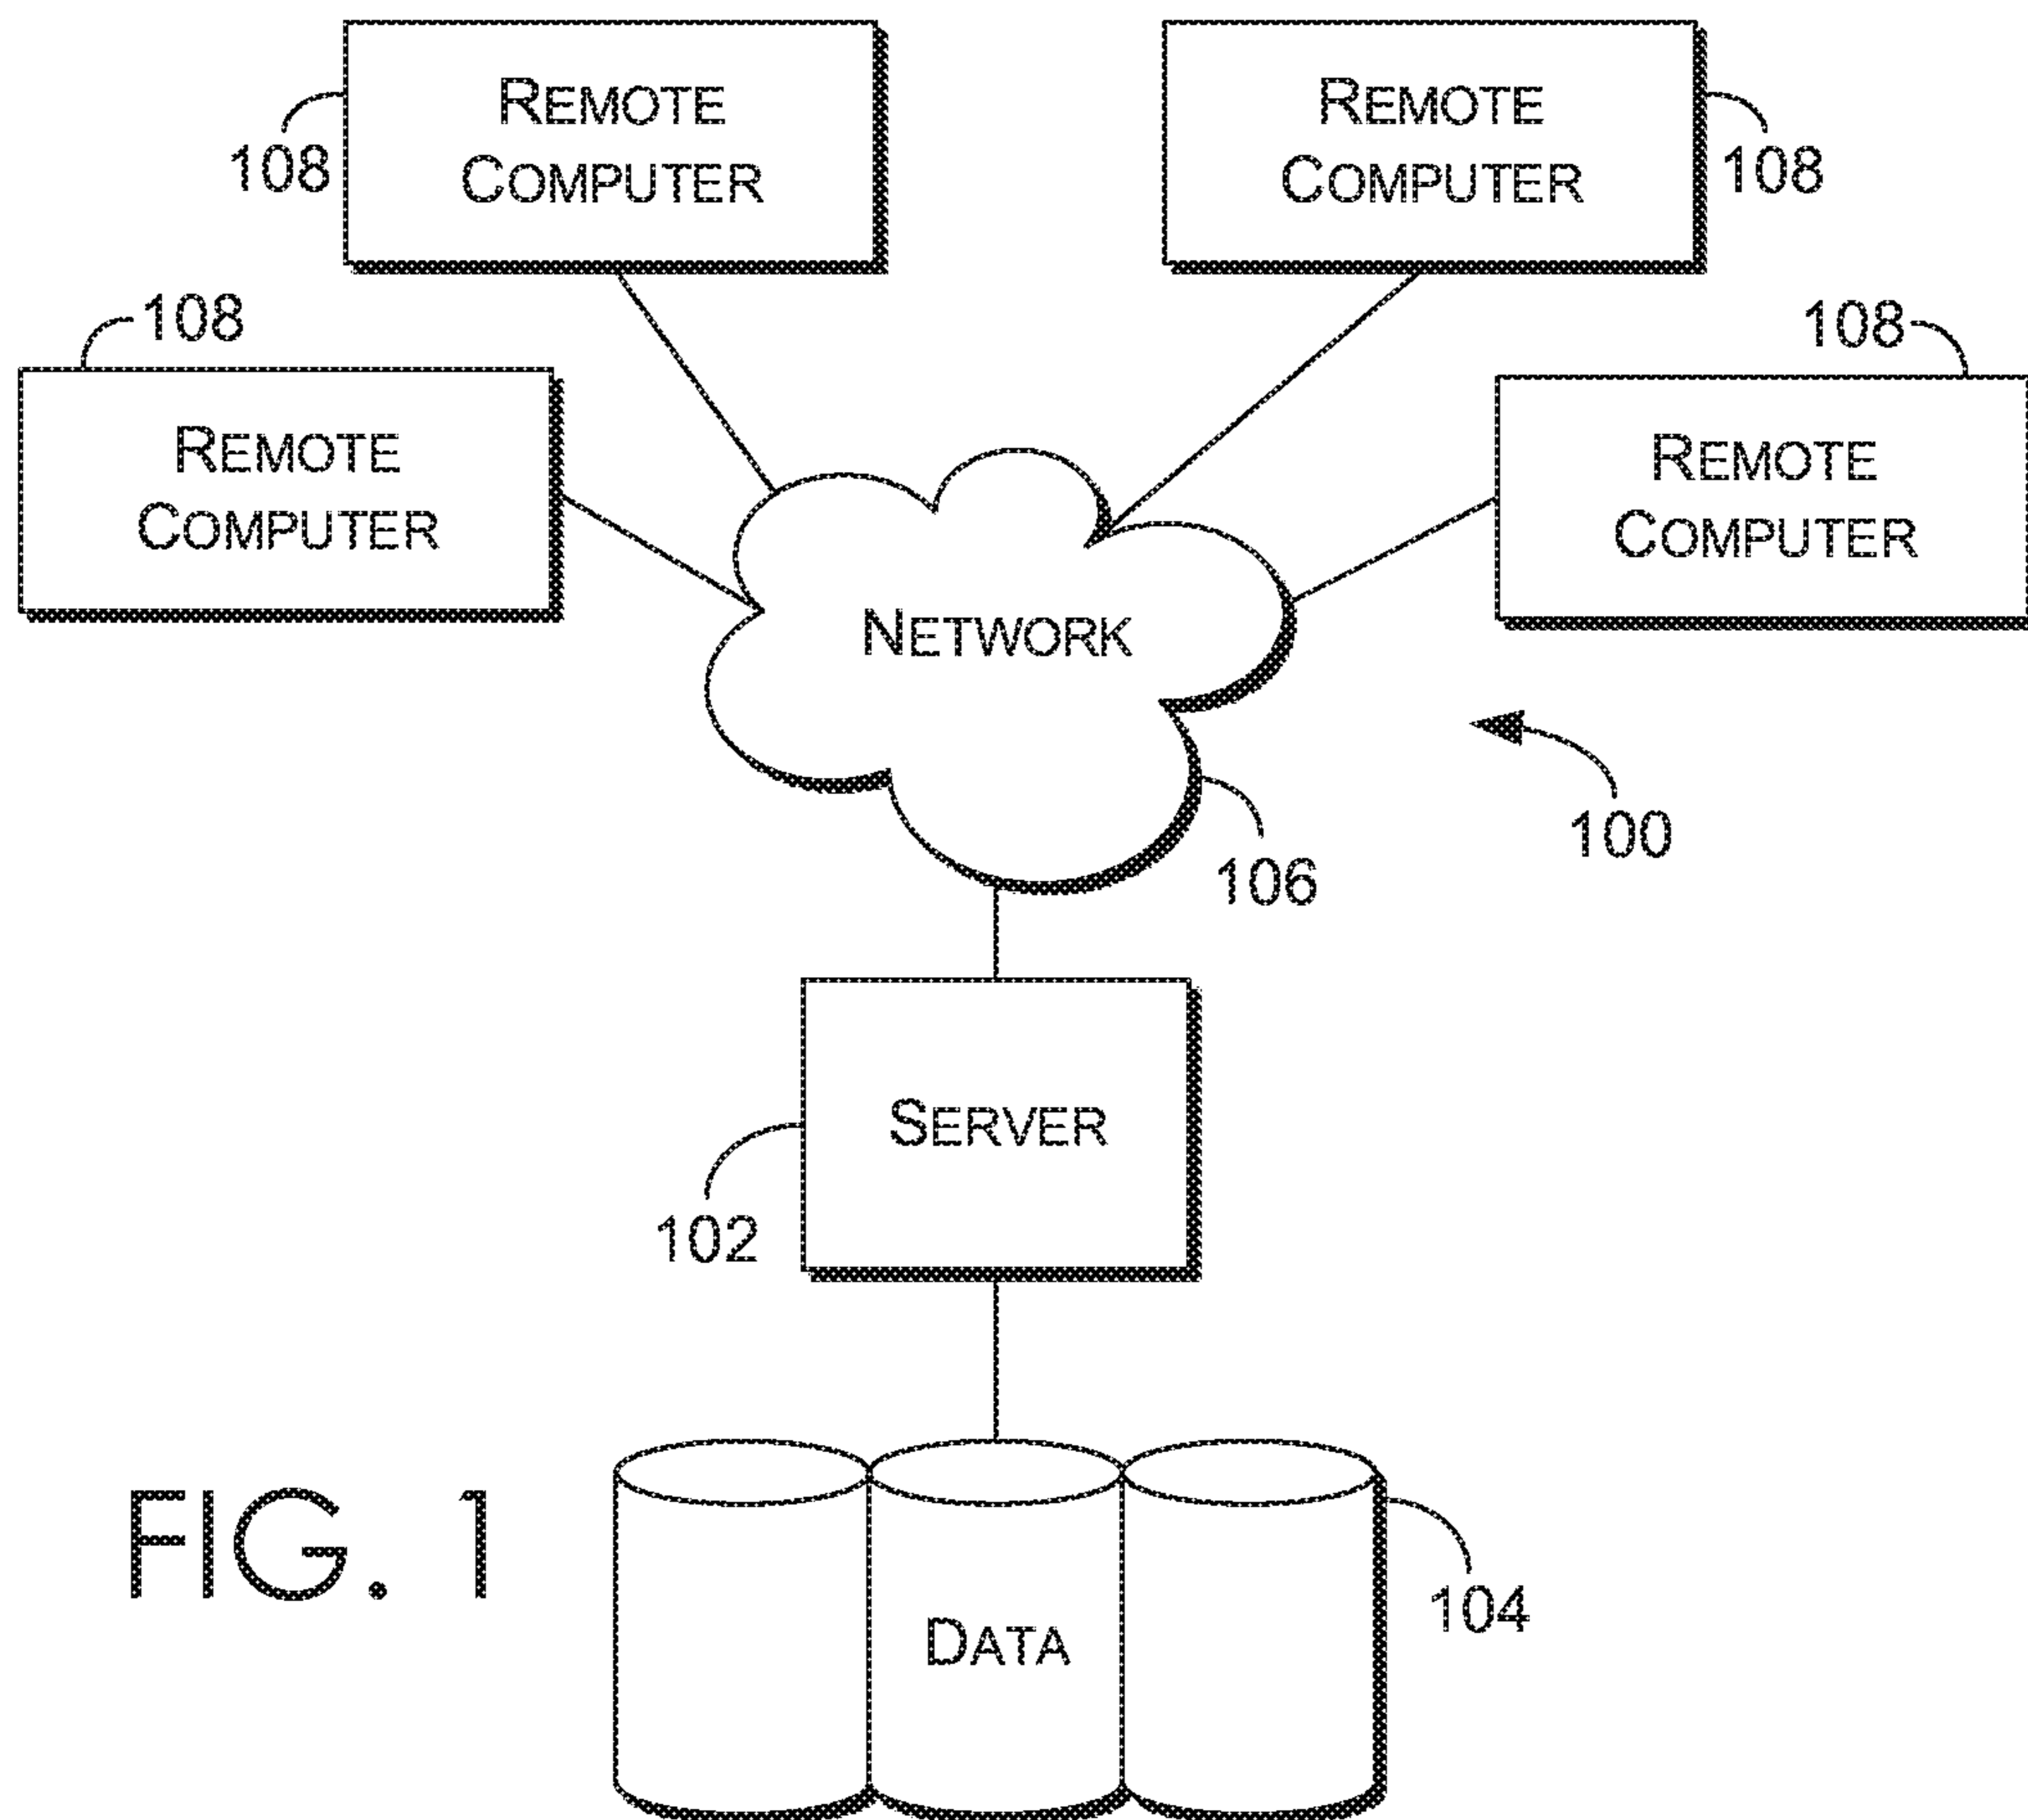 REMOTE
COMPUTER
108
REMOTE
COMPUTER
108
108
REMOTE
COMPUTER
108
REMOTE
COMPUTER
NETWORK
100
106
SERVER
102
FIG. 1
DATA
104